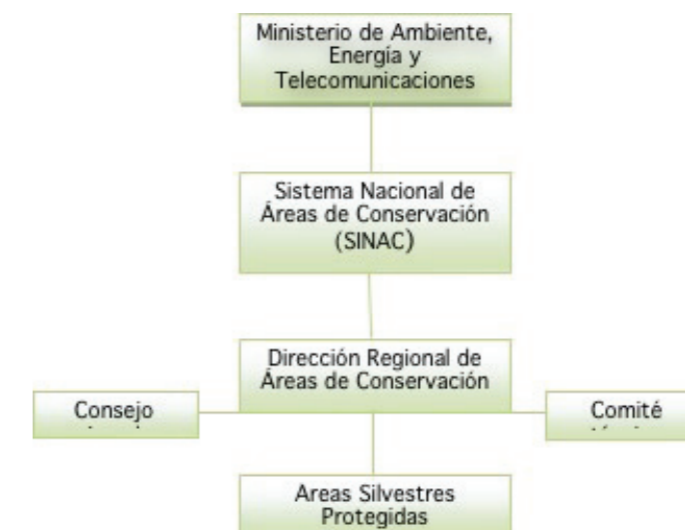 Ministerio de Ambiente,
Energía y
Telecomunicaciones
Sistema Nacional de
Áreas de Conservación
(SINAC)
Dirección Regional de
Áreas de Conservación
Consejo
Comité
Areas Silvestres
Protegidas